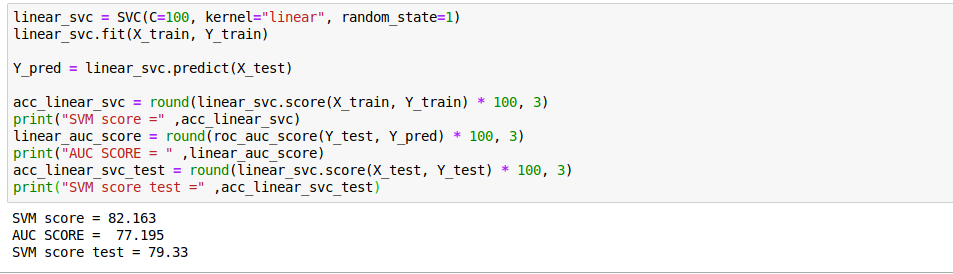 linear_svc = SVC(C=100, kernel="linear", random_state=1)
linear_svc.fit(X_train, Y_train)
Y_pred = linear_svc.predict(X_test)
acc_linear_svc = round(linear_svc.score(X_train, Y_train) * 100, 3)
print("SVM score =" ,acc_linear_svc)
linear_auc_score = round(roc_auc_score(Y_test, Y_pred) * 100, 3)
print("AUC SCORE = " ,linear_auc_score)
acc_linear_svc_test = round(linear_svc.score(X_test, Y_test) * 100, 3)
print("SVM score test =" ,acc_linear_svc_test)
SVM score = 82.163
AUC SCORE =  77.195
SVM score test = 79.33